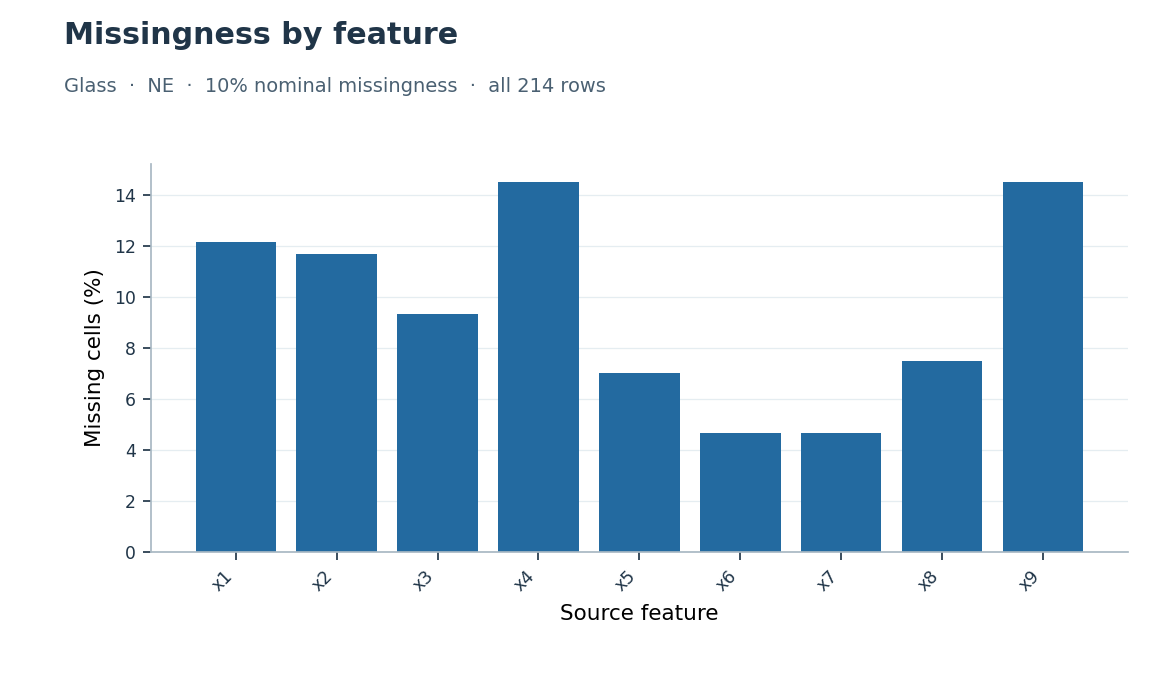 Missingness by feature
Glass · NE · 10% nominal missingness · all 214 rows
14
12
10
8
6
4
2
0
Missing cells (%)
x1 x2 x3 x4 x5 x6 x7 x8 x9
Source feature